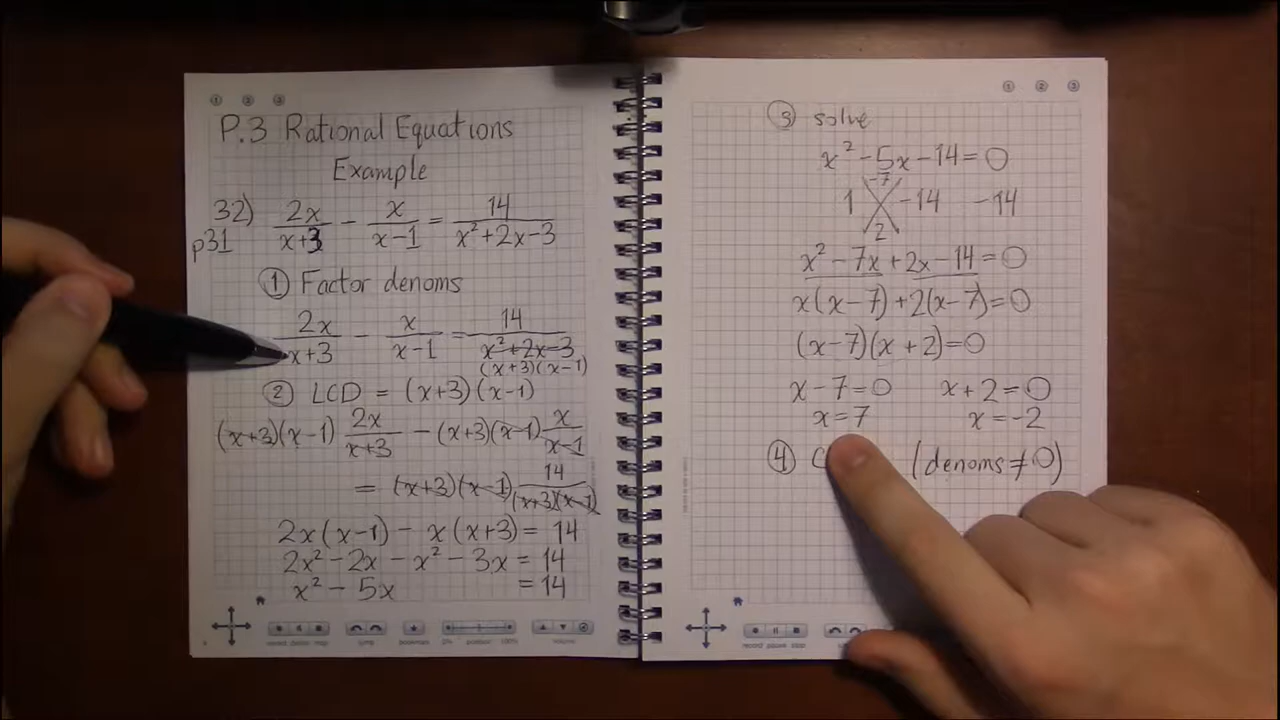 P.3 Rational Equations
Example
32) 2x/(x+3) - x/(x-1) = 14/(x²+2x-3)
p31
① Factor denoms
2x/(x+3) - x/(x-1) = 14/(x²+2x-3)
(x+3)(x-1)
② LCD = (x+3)(x-1)
(x+3)(x-1) 2x/(x+3) - (x+3)(x-1) x/(x-1)
= (x+3)(x-1) 14/((x+3)(x-1))
2x(x-1) - x(x+3) = 14
2x² - 2x - x² - 3x = 14
x² - 5x = 14
③ solve
x² - 5x - 14 = 0
-7
1 -14 -14
2
x² - 7x + 2x - 14 = 0
x(x-7) + 2(x-7) = 0
(x-7)(x+2) = 0
x - 7 = 0 x + 2 = 0
x = 7 x = -2
④ (denoms ≠ 0)